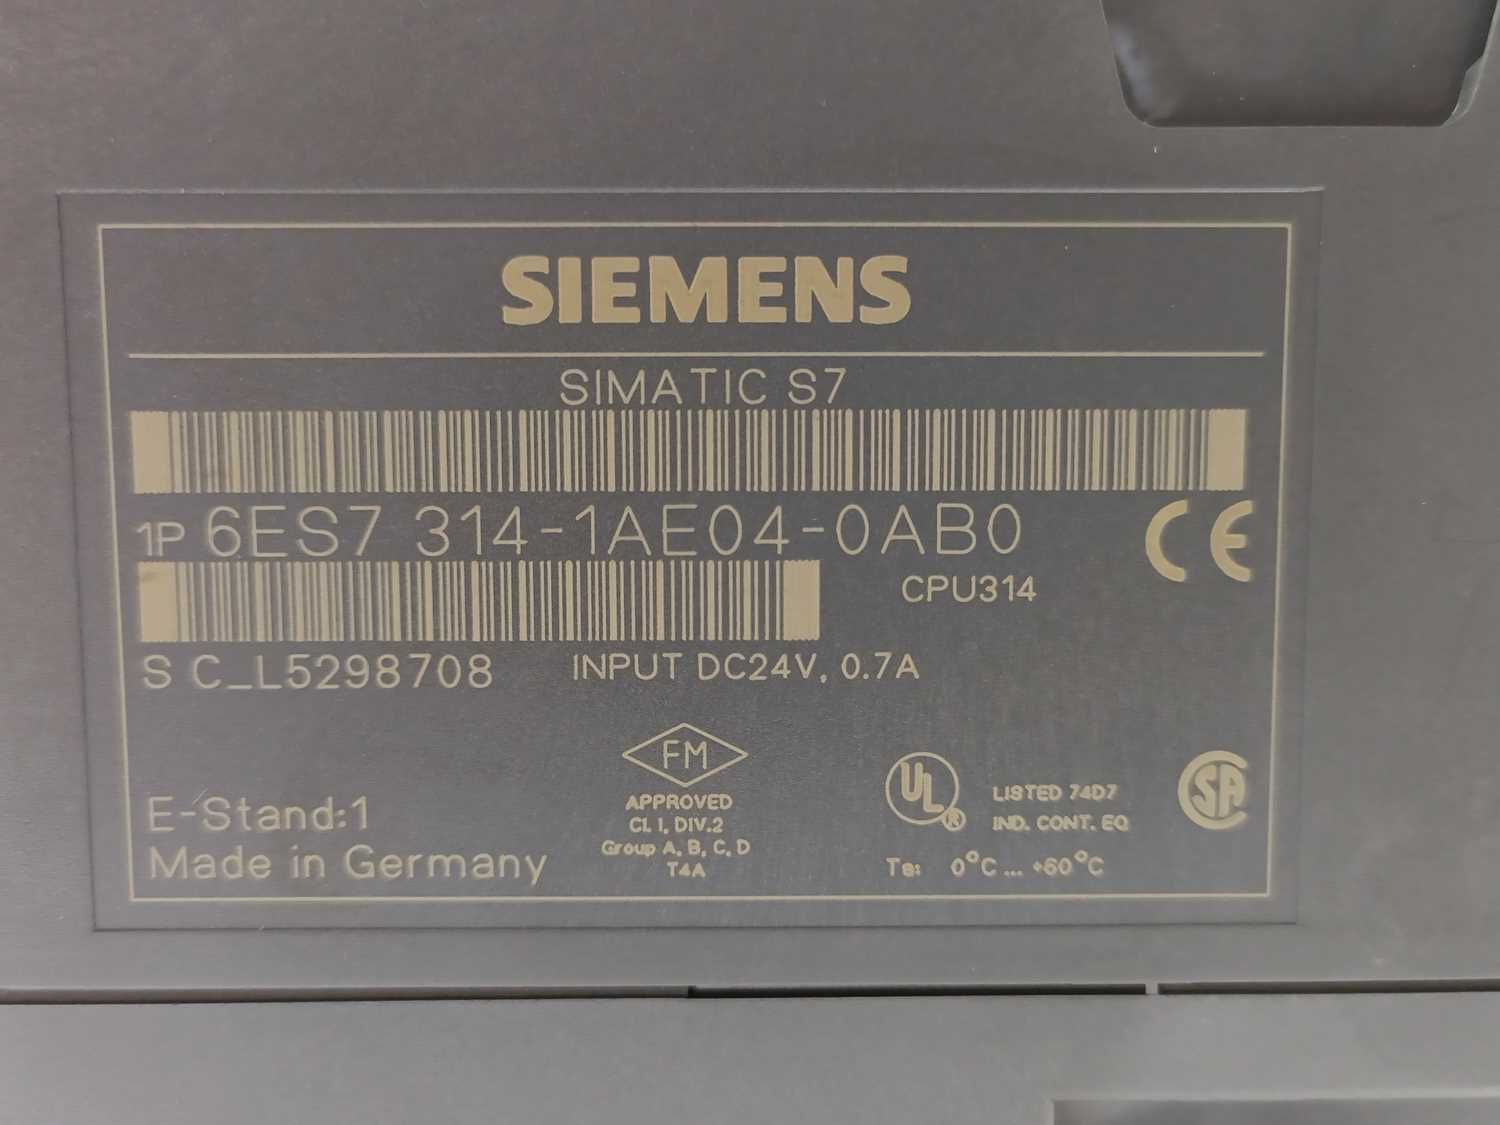 SIEMENS
SIMATIC S7
1P 6ES7 314-1AE04-0AB0
CE
CPU314
S C_L5298708
INPUT DC24V, 0.7A
FM
APPROVED
CL 1, DIV.2
Group A, B, C, D
T4A
UL
®
LISTED 74D7
IND. CONT. EQ
SA
Ta: 0°C ... +60°C
E-Stand:1
Made in Germany